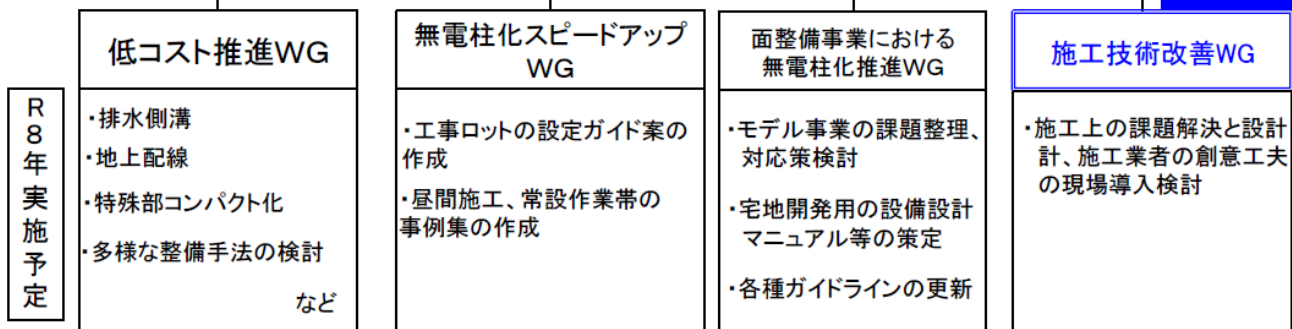 低コスト推進WG
無電柱化スピードアップ
WG
面整備事業における
無電柱化推進WG
施工技術改善WG
R8年実施予定
・排水側溝
・地上配線
・特殊部コンパクト化
・多様な整備手法の検討
など
・工事ロットの設定ガイド案の
作成
・昼間施工、常設作業帯の
事例集の作成
・モデル事業の課題整理、
対応策検討
・宅地開発用の設備設計
マニュアル等の策定
・各種ガイドラインの更新
・施工上の課題解決と設計
計、施工業者の創意工夫
の現場導入検討